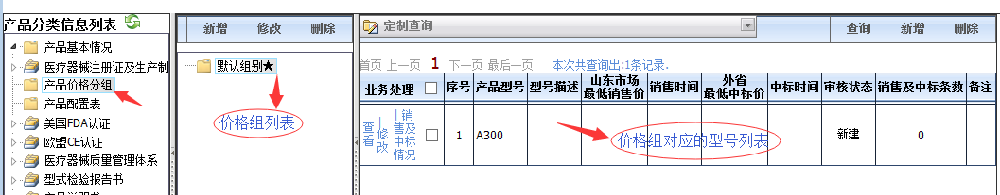 产品分类信息列表
产品基本情况
医疗器械注册证及生产制
产品价格分组
产品配置表
美国FDA认证
欧盟CE认证
医疗器械质量管理体系
型式检验报告书
新增 修改 删除
默认组别★
价格组列表
定制查询
查询 新增 删除
首页 上一页 1 下一页 最后一页 本次共查询出:1条记录.
业务处理 序号 产品型号 型号描述 山东市场最低销售价 销售时间 外省最低中标价 中标时间 审核状态 销售及中标条数 备注
查看 | 修改 | 销售及中标情况 1 A300 新建 0
价格组对应的型号列表